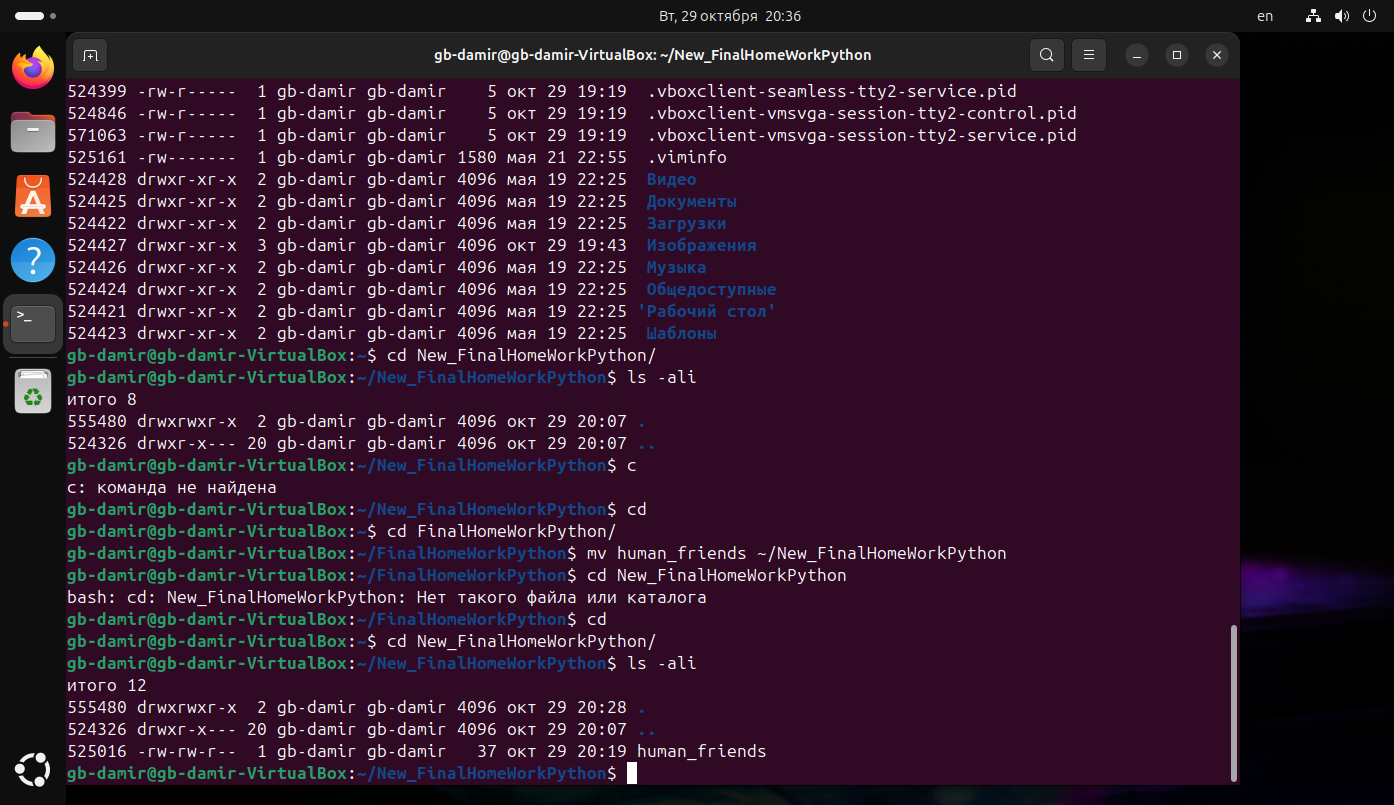 Вт, 29 октября 20:36
en
gb-damir@gb-damir-VirtualBox: ~/New_FinalHomeWorkPython
524399 -rw-r----- 1 gb-damir gb-damir 5 окт 29 19:19 .vboxclient-seamless-tty2-service.pid
524846 -rw-r----- 1 gb-damir gb-damir 5 окт 29 19:19 .vboxclient-vmsvga-session-tty2-control.pid
571063 -rw-r----- 1 gb-damir gb-damir 5 окт 29 19:19 .vboxclient-vmsvga-session-tty2-service.pid
525161 -rw------- 1 gb-damir gb-damir 1580 мая 21 22:55 .viminfo
524428 drwxr-xr-x 2 gb-damir gb-damir 4096 мая 19 22:25 Видео
524425 drwxr-xr-x 2 gb-damir gb-damir 4096 мая 19 22:25 Документы
524422 drwxr-xr-x 2 gb-damir gb-damir 4096 мая 19 22:25 Загрузки
524427 drwxr-xr-x 3 gb-damir gb-damir 4096 окт 29 19:43 Изображения
524426 drwxr-xr-x 2 gb-damir gb-damir 4096 мая 19 22:25 Музыка
524424 drwxr-xr-x 2 gb-damir gb-damir 4096 мая 19 22:25 Общедоступные
524421 drwxr-xr-x 2 gb-damir gb-damir 4096 мая 19 22:25 'Рабочий стол'
524423 drwxr-xr-x 2 gb-damir gb-damir 4096 мая 19 22:25 Шаблоны
gb-damir@gb-damir-VirtualBox:~$ cd New_FinalHomeWorkPython/
gb-damir@gb-damir-VirtualBox:~/New_FinalHomeWorkPython$ ls -ali
итого 8
555480 drwxrwxr-x 2 gb-damir gb-damir 4096 окт 29 20:07 .
524326 drwxr-x--- 20 gb-damir gb-damir 4096 окт 29 20:07 ..
gb-damir@gb-damir-VirtualBox:~/New_FinalHomeWorkPython$ c
c: команда не найдена
gb-damir@gb-damir-VirtualBox:~/New_FinalHomeWorkPython$ cd
gb-damir@gb-damir-VirtualBox:~$ cd FinalHomeWorkPython/
gb-damir@gb-damir-VirtualBox:~/FinalHomeWorkPython$ mv human_friends ~/New_FinalHomeWorkPython
gb-damir@gb-damir-VirtualBox:~/FinalHomeWorkPython$ cd New_FinalHomeWorkPython
bash: cd: New_FinalHomeWorkPython: Нет такого файла или каталога
gb-damir@gb-damir-VirtualBox:~/FinalHomeWorkPython$ cd
gb-damir@gb-damir-VirtualBox:~$ cd New_FinalHomeWorkPython/
gb-damir@gb-damir-VirtualBox:~/New_FinalHomeWorkPython$ ls -ali
итого 12
555480 drwxrwxr-x 2 gb-damir gb-damir 4096 окт 29 20:28 .
524326 drwxr-x--- 20 gb-damir gb-damir 4096 окт 29 20:07 ..
525016 -rw-rw-r-- 1 gb-damir gb-damir 37 окт 29 20:19 human_friends
gb-damir@gb-damir-VirtualBox:~/New_FinalHomeWorkPython$